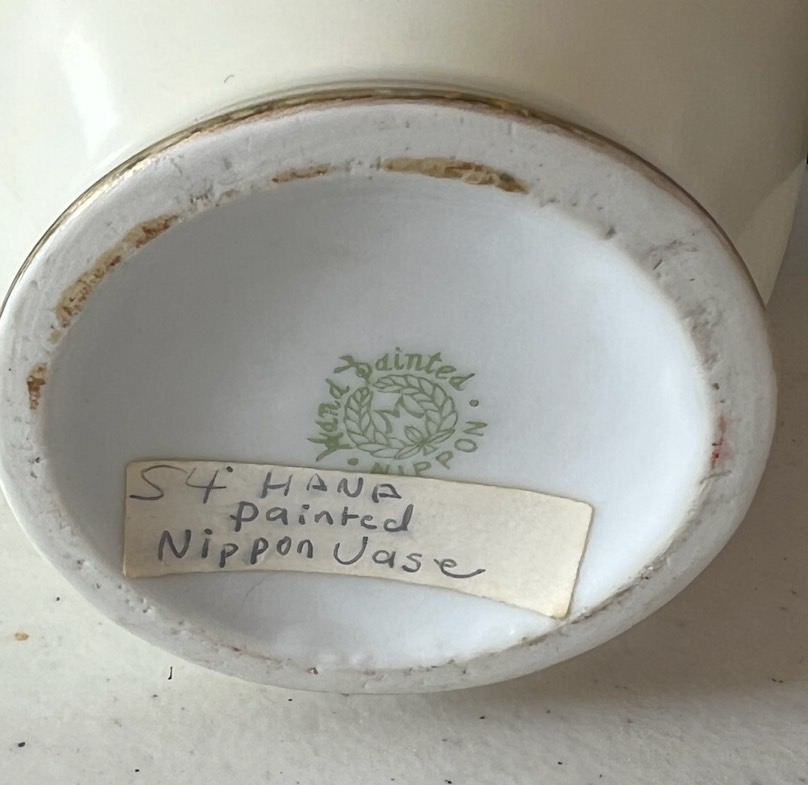 Hand Painted
M
• NIPPON •
54 HANA
painted
Nippon Vase